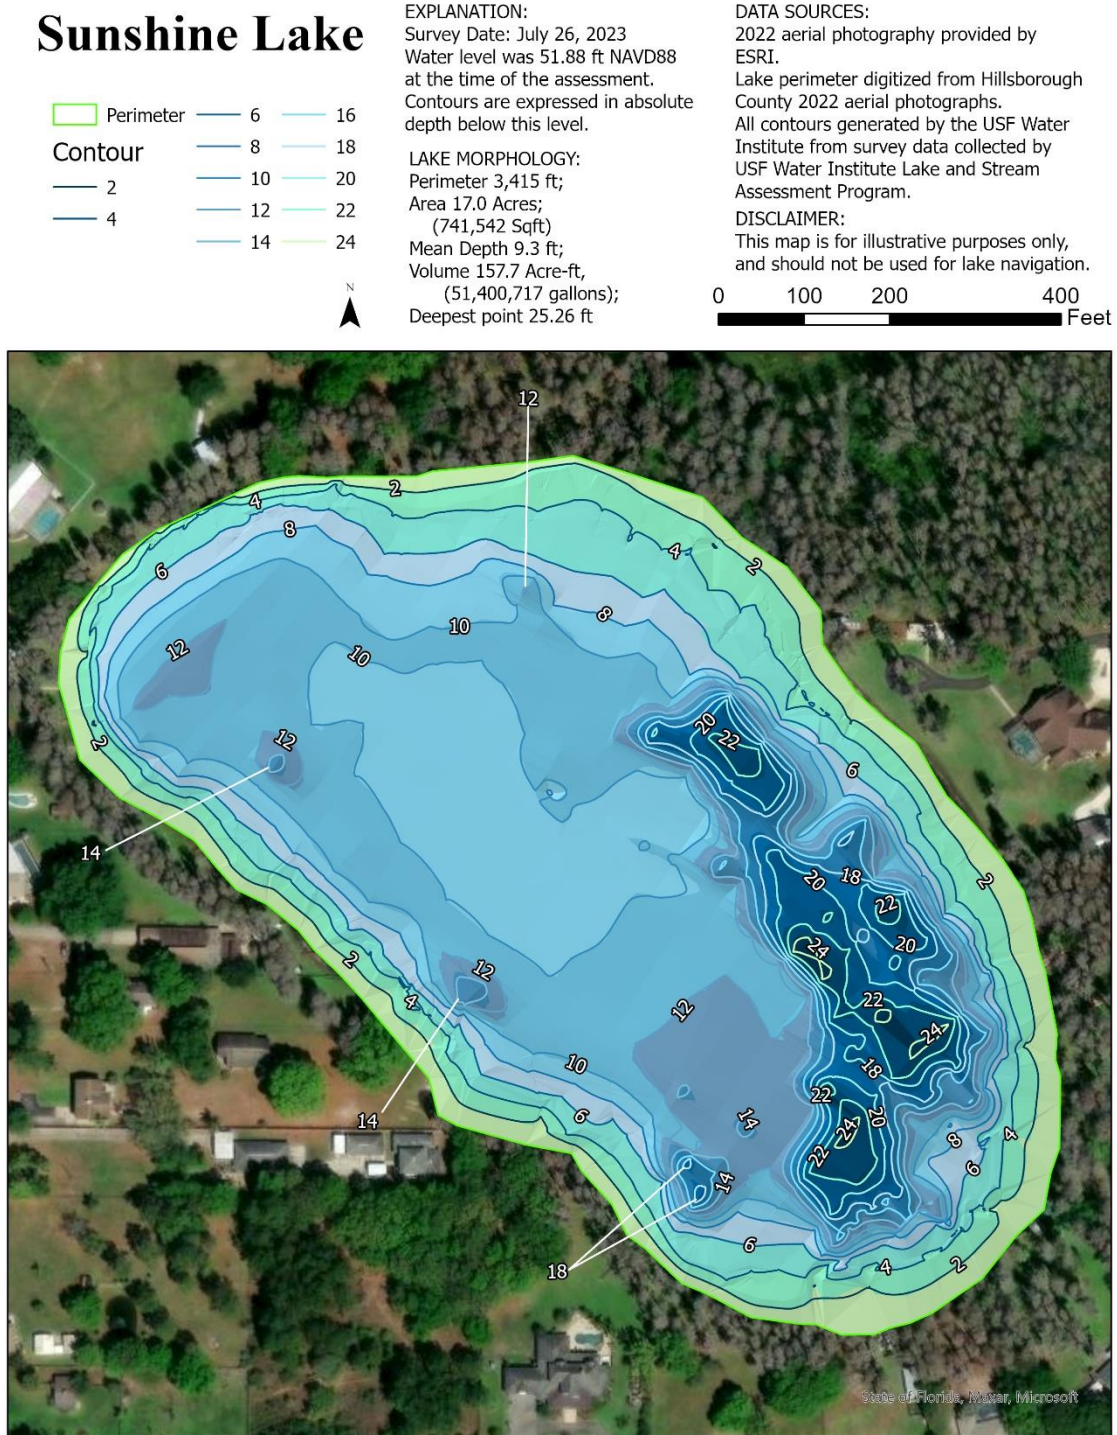 Sunshine Lake
Perimeter
Contour
2
4
6
8
10
12
14
16
18
20
22
24
N
EXPLANATION:
Survey Date: July 26, 2023
Water level was 51.88 ft NAVD88
at the time of the assessment.
Contours are expressed in absolute
depth below this level.
LAKE MORPHOLOGY:
Perimeter 3,415 ft;
Area 17.0 Acres;
(741,542 Sqft)
Mean Depth 9.3 ft;
Volume 157.7 Acre-ft,
(51,400,717 gallons);
Deepest point 25.26 ft
DATA SOURCES:
2022 aerial photography provided by
ESRI.
Lake perimeter digitized from Hillsborough
County 2022 aerial photographs.
All contours generated by the USF Water
Institute from survey data collected by
USF Water Institute Lake and Stream
Assessment Program.
DISCLAIMER:
This map is for illustrative purposes only,
and should not be used for lake navigation.
0 100 200 400
Feet
12
2
4
8
4
2
6
8
10
12
10
20
22
2
12
6
14
20
18
2
22
20
24
12
2
4
12
22
24
10
18
14
22
20
6
14
24
8
4
22
6
14
6
18
4
2
State of Florida, Maxar, Microsoft